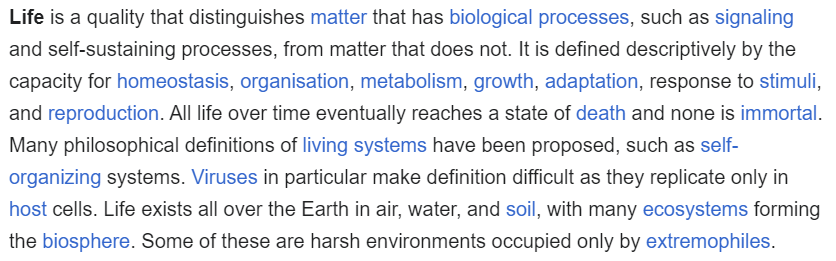 Life is a quality that distinguishes matter that has biological processes, such as signaling
and self-sustaining processes, from matter that does not. It is defined descriptively by the
capacity for homeostasis, organisation, metabolism, growth, adaptation, response to stimuli,
and reproduction. All life over time eventually reaches a state of death and none is immortal.
Many philosophical definitions of living systems have been proposed, such as self-
organizing systems. Viruses in particular make definition difficult as they replicate only in
host cells. Life exists all over the Earth in air, water, and soil, with many ecosystems forming
the biosphere. Some of these are harsh environments occupied only by extremophiles.